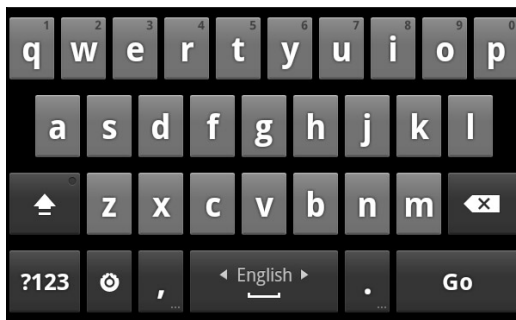 1 2 3 4 5 6 7 8 9 0
q w e r t y u i o p
a s d f g h j k l
z x c v b n m
?123 , ... English . ... Go